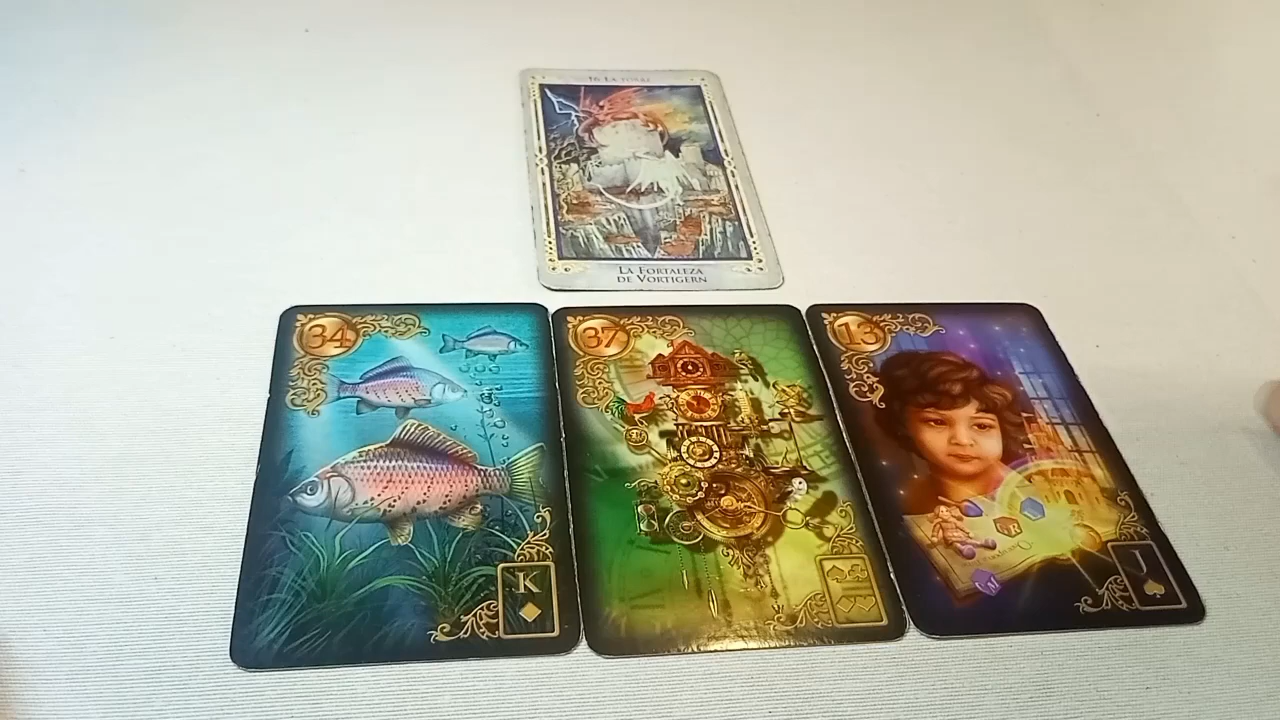 16 LA TORRE
LA FORTALEZA
DE VORTIGERN
34
37
13
K
J